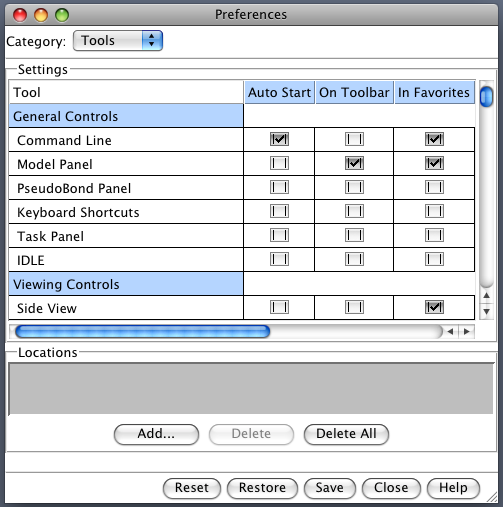 Preferences
Category: Tools
Settings
Tool Auto Start On Toolbar In Favorites
General Controls
Command Line
Model Panel
PseudoBond Panel
Keyboard Shortcuts
Task Panel
IDLE
Viewing Controls
Side View
Locations
Add... Delete Delete All
Reset Restore Save Close Help